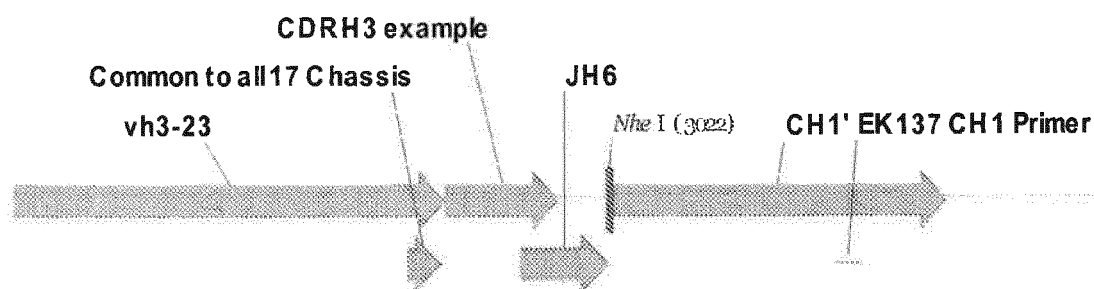 CDRH3 example
Common to all 17 Chassis
JH6
vh3-23
Nhe I (3022)
CH1' EK137 CH1 Primer